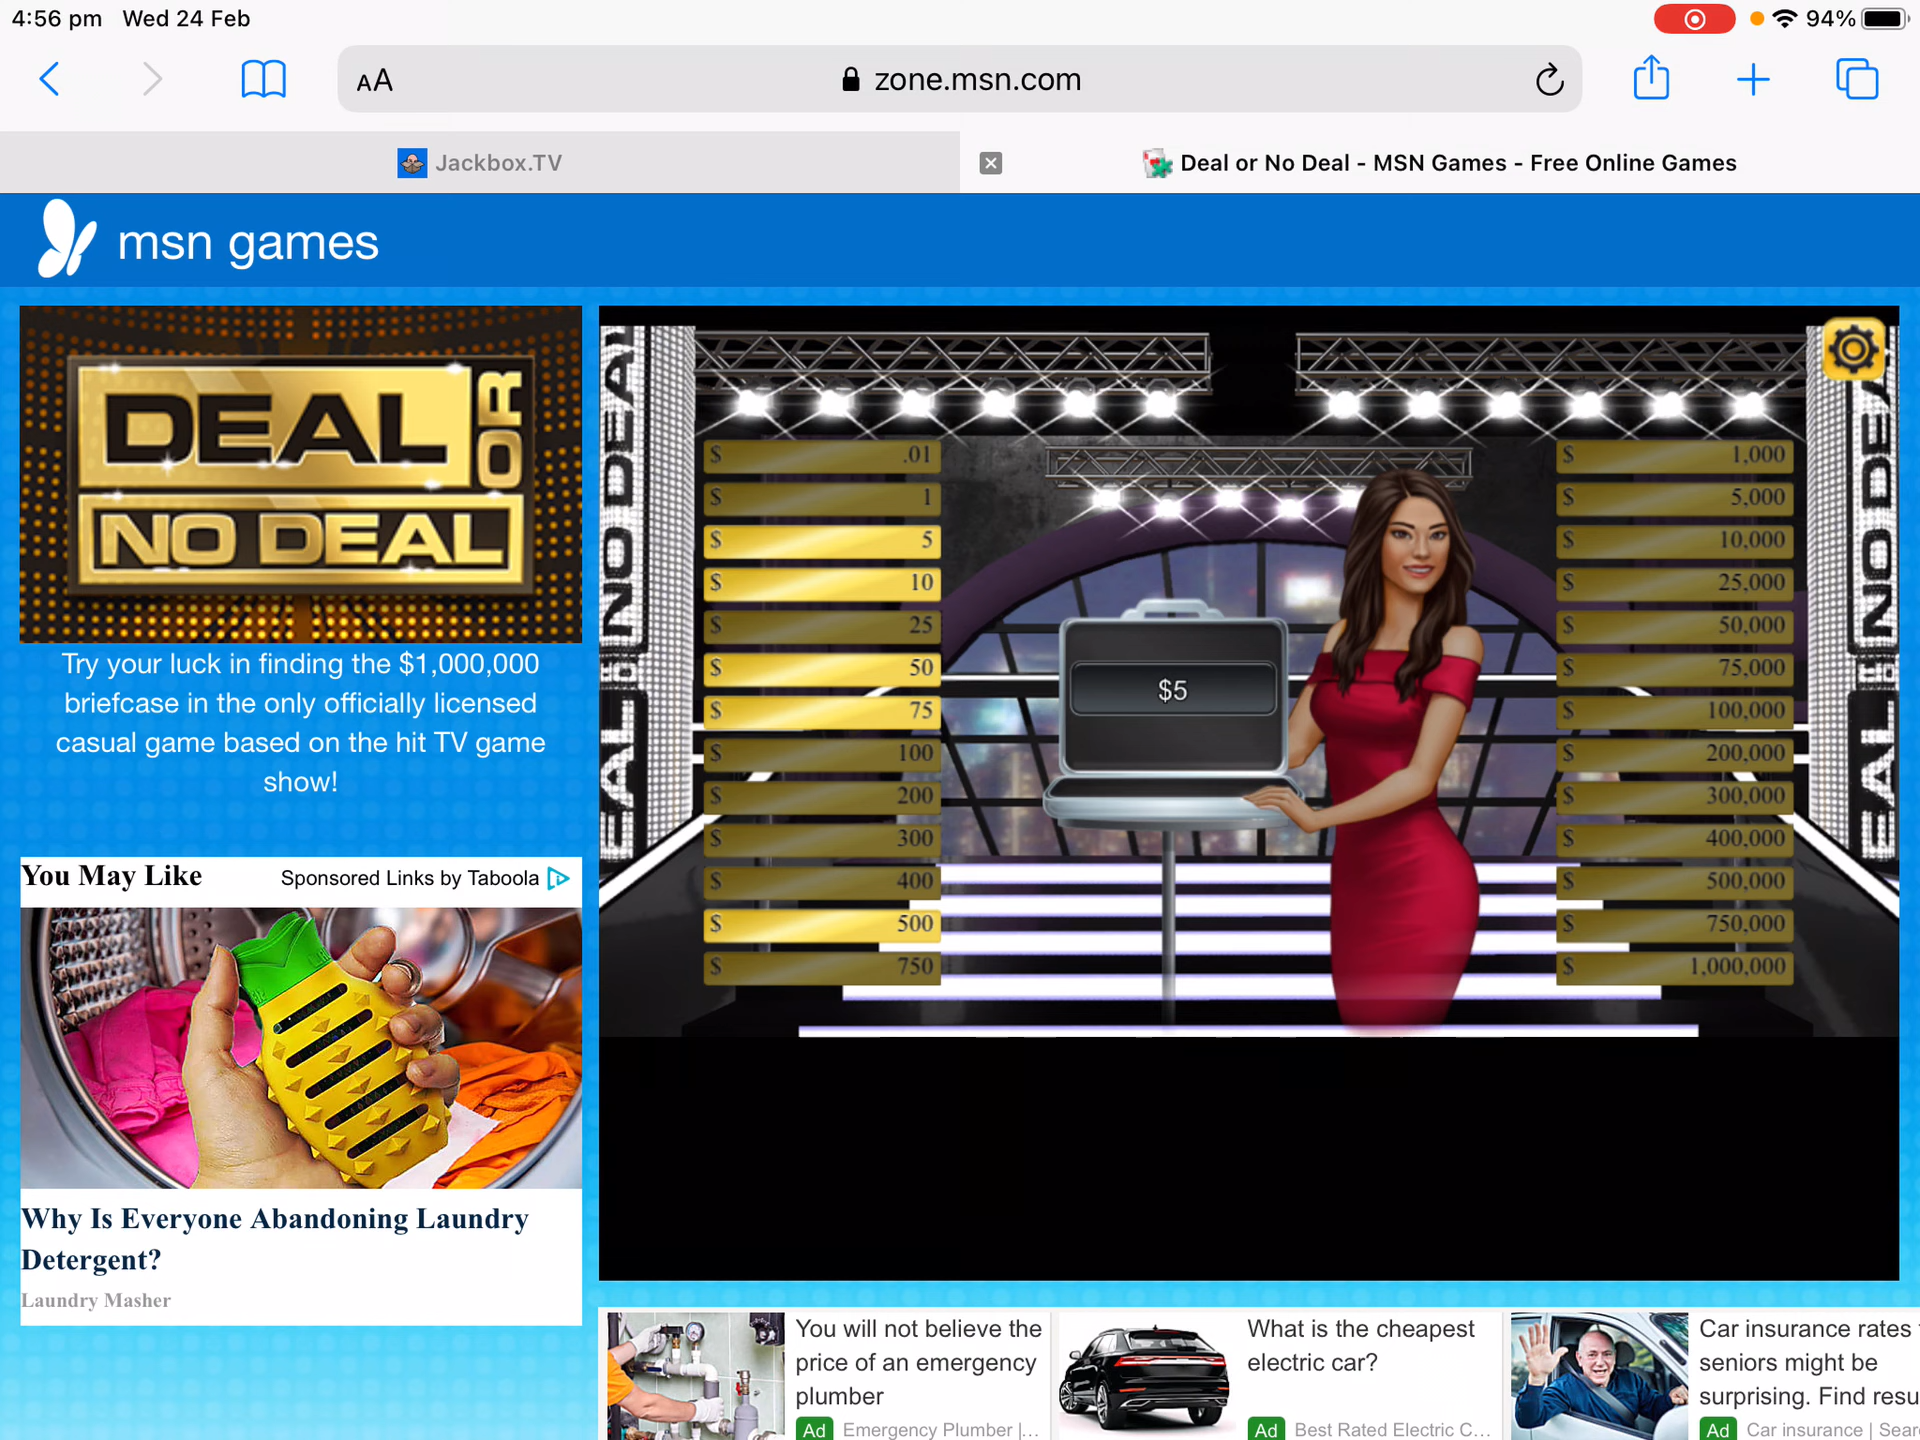 4:56 pm Wed 24 Feb
94%
AA
zone.msn.com
Jackbox.TV
Deal or No Deal - MSN Games - Free Online Games
msn games
DEAL OR
NO DEAL
Try your luck in finding the $1,000,000
briefcase in the only officially licensed
casual game based on the hit TV game
show!
You May Like
Sponsored Links by Taboola
Why Is Everyone Abandoning Laundry
Detergent?
Laundry Masher
NO DEAL
NO DEAL
$ .01
$ 1
$ 5
$ 10
$ 25
$ 50
$ 75
$ 100
$ 200
$ 300
$ 400
$ 500
$ 750
$5
$ 1,000
$ 5,000
$ 10,000
$ 25,000
$ 50,000
$ 75,000
$ 100,000
$ 200,000
$ 300,000
$ 400,000
$ 500,000
$ 750,000
$ 1,000,000
You will not believe the
price of an emergency
plumber
Ad Emergency Plumber |...
What is the cheapest
electric car?
Ad Best Rated Electric C...
Car insurance rates
seniors might be
surprising. Find resu
Ad Car insurance | Sear